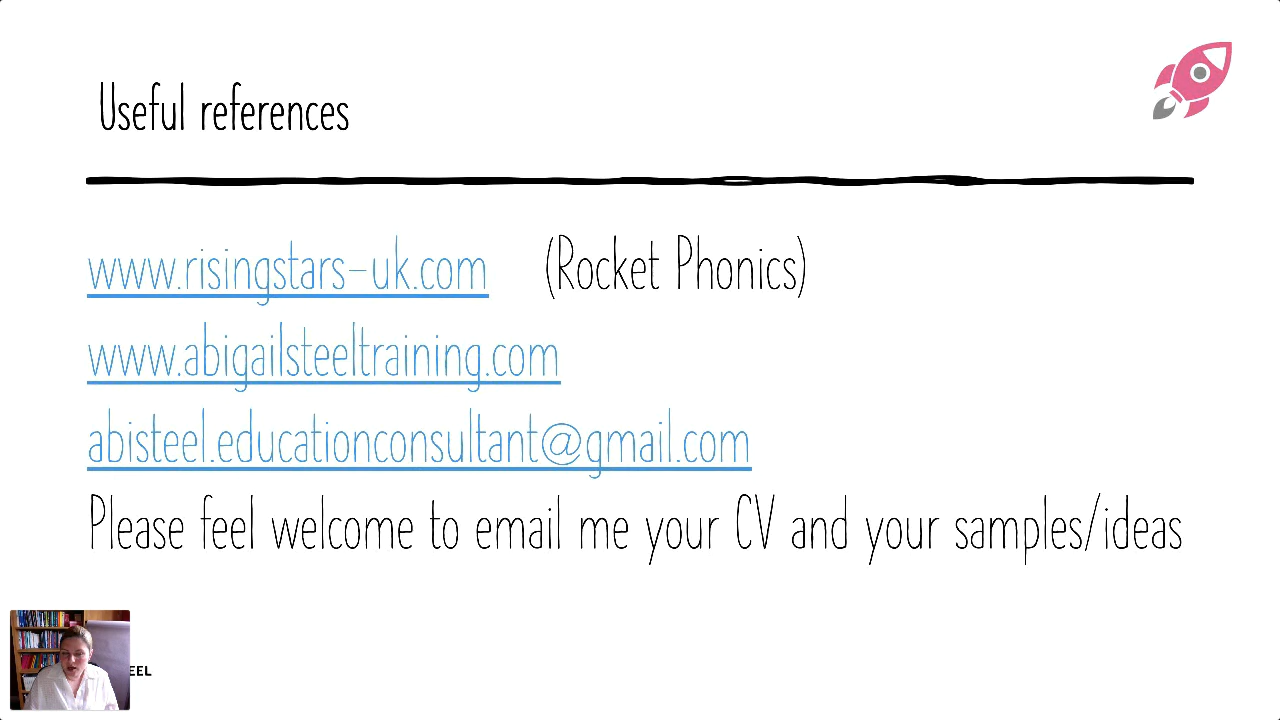 Useful references
www.risingstars-uk.com (Rocket Phonics)
www.abigailsteeltraining.com
abisteel.educationconsultant@gmail.com
Please feel welcome to email me your CV and your samples/ideas
EEL